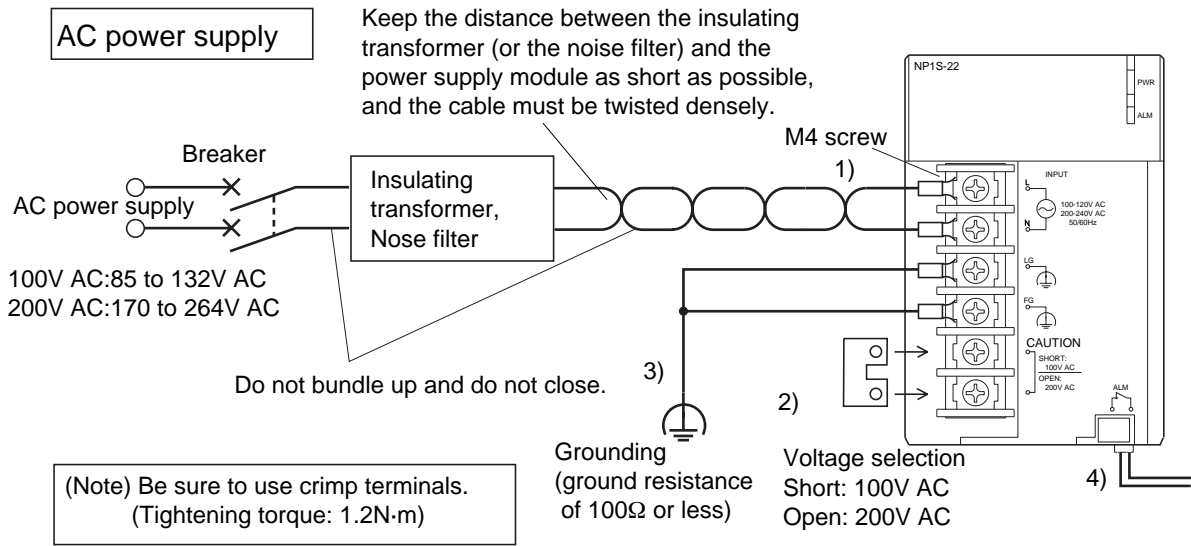 AC power supply
Keep the distance between the insulating
transformer (or the noise filter) and the
power supply module as short as possible,
and the cable must be twisted densely.
NP1S-22
PWR
ALM
M4 screw
Breaker
1)
AC power supply
Insulating
transformer,
Nose filter
INPUT
L
100-120V AC
200-240V AC
50/60Hz
N
LG
FG
100V AC:85 to 132V AC
200V AC:170 to 264V AC
CAUTION
SHORT:
100V AC
OPEN:
200V AC
ALM
Do not bundle up and do not close.
3)
2)
4)
Grounding
(ground resistance
of 100Ω or less)
Voltage selection
Short: 100V AC
Open: 200V AC
(Note) Be sure to use crimp terminals.
(Tightening torque: 1.2N·m)